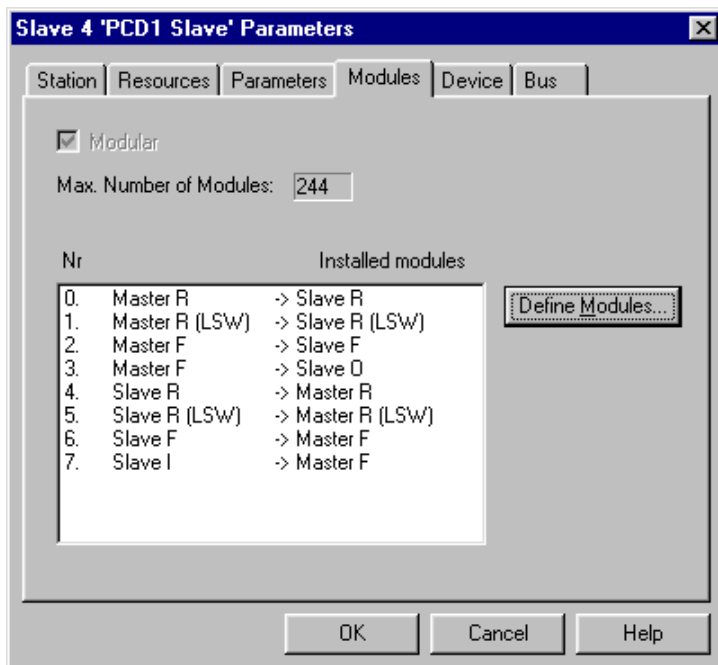 Slave 4 'PCD1 Slave' Parameters
Station Resources Parameters Modules Device Bus
Modular
Max. Number of Modules: 244
Nr Installed modules
0. Master R -> Slave R
1. Master R (LSW) -> Slave R (LSW)
2. Master F -> Slave F
3. Master F -> Slave O
4. Slave R -> Master R
5. Slave R (LSW) -> Master R (LSW)
6. Slave F -> Master F
7. Slave I -> Master F
Define Modules...
OK Cancel Help